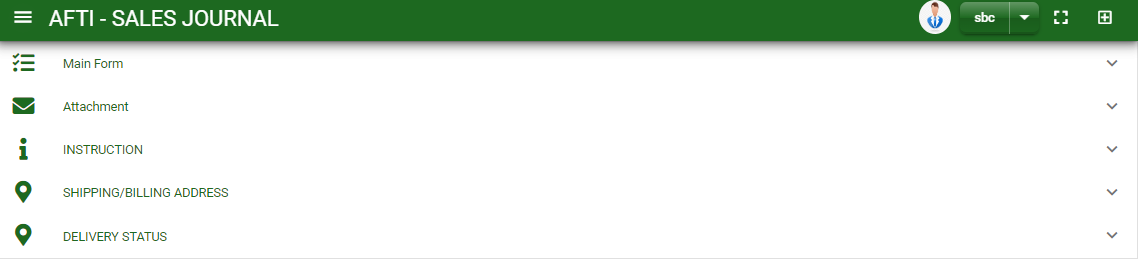 AFTI - SALES JOURNAL
sbc
Main Form
Attachment
INSTRUCTION
SHIPPING/BILLING ADDRESS
DELIVERY STATUS